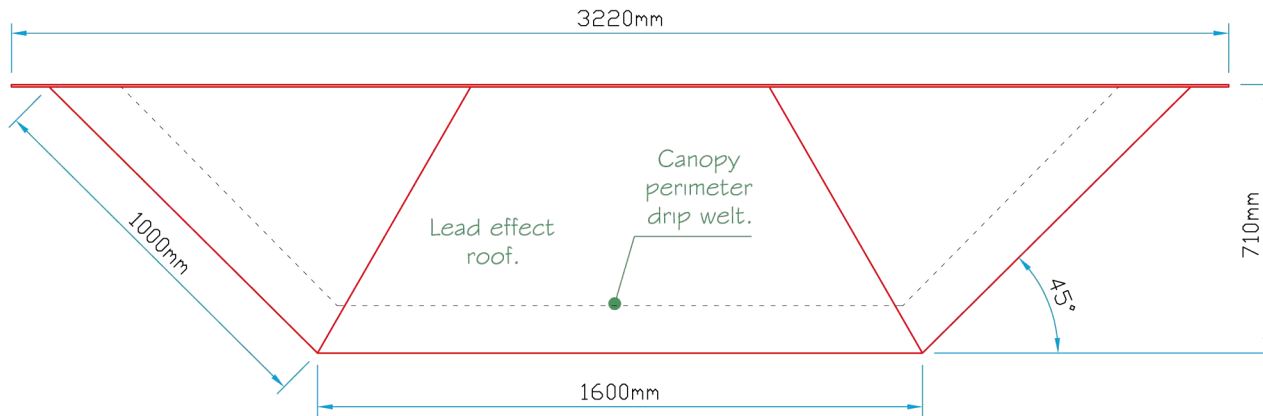 3220mm
Canopy
perimeter
drip welt.
Lead effect
roof.
1000mm
710mm
45°
1600mm